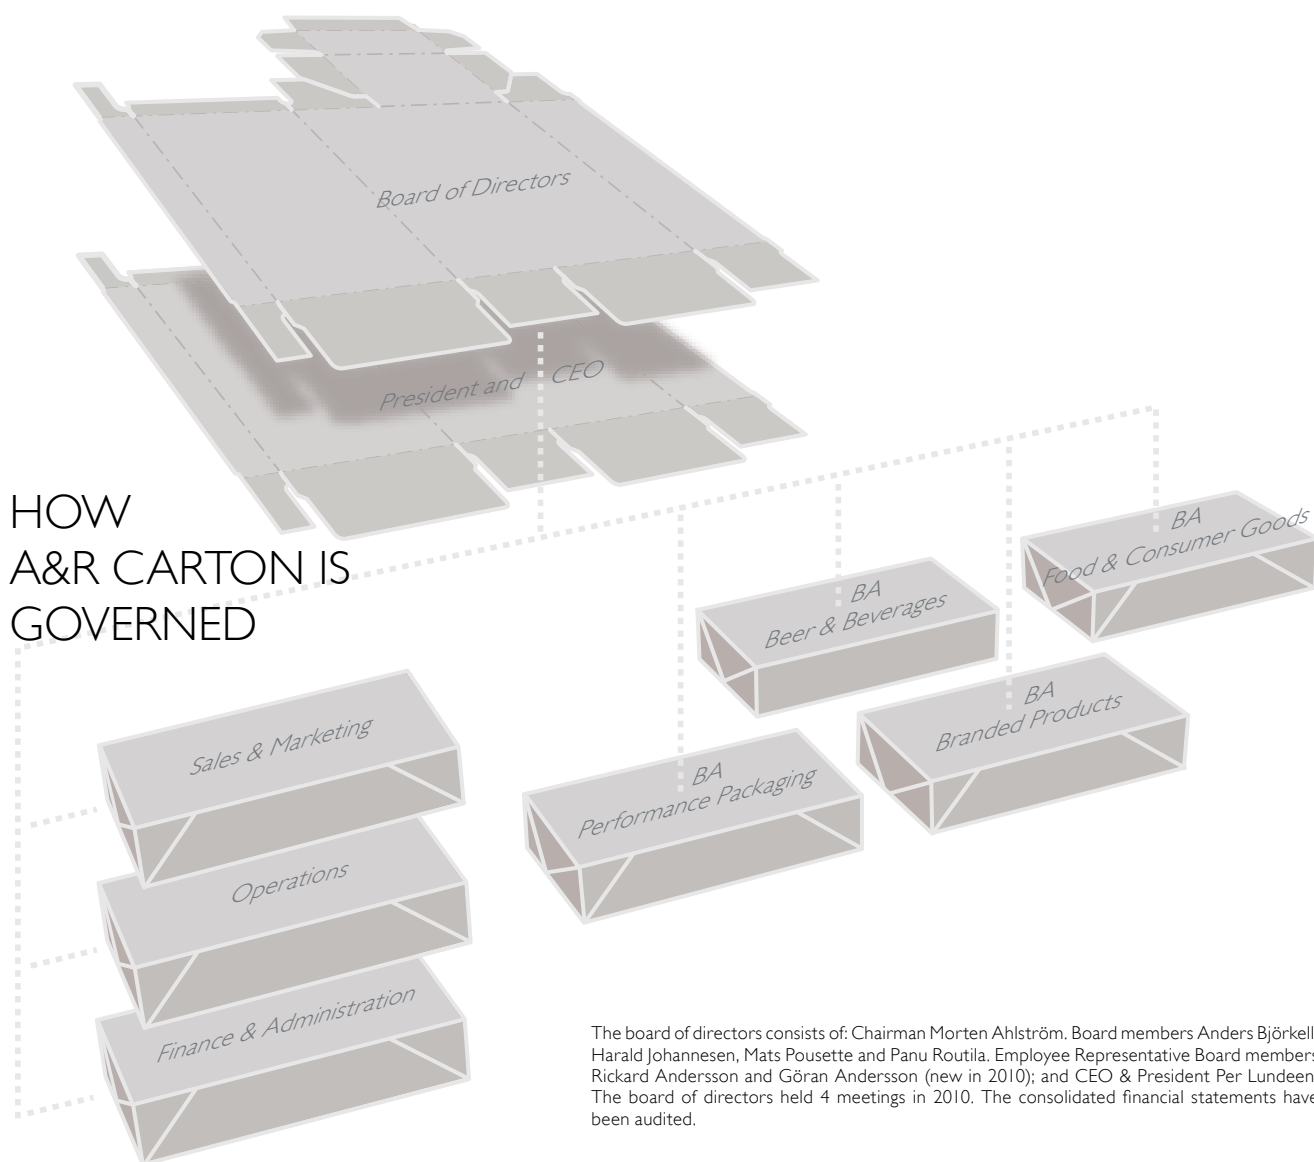 Board of Directors
President and CEO
HOW
A&R CARTON IS
GOVERNED
BA
Food & Consumer Goods
BA
Beer & Beverages
BA
Branded Products
BA
Performance Packaging
Sales & Marketing
Operations
Finance & Administration
The board of directors consists of: Chairman Morten Ahlström. Board members Anders Björkell
Harald Johannesen, Mats Pousette and Panu Routila. Employee Representative Board members
Rickard Andersson and Göran Andersson (new in 2010); and CEO & President Per Lundeen
The board of directors held 4 meetings in 2010. The consolidated financial statements have
been audited.